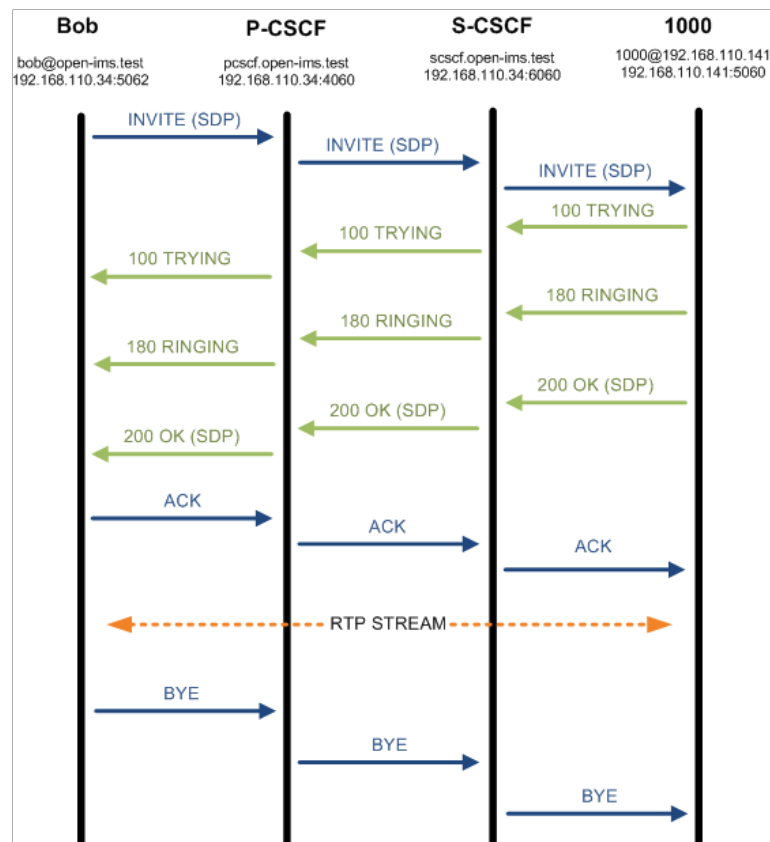 Bob
P-CSCF
S-CSCF
1000
bob@open-ims.test
192.168.110.34:5062
pcscf.open-ims.test
192.168.110.34:4060
scscf.open-ims.test
192.168.110.34:6060
1000@192.168.110.141
192.168.110.141:5060
INVITE (SDP)
INVITE (SDP)
INVITE (SDP)
100 TRYING
100 TRYING
100 TRYING
180 RINGING
180 RINGING
180 RINGING
200 OK (SDP)
200 OK (SDP)
200 OK (SDP)
ACK
ACK
ACK
RTP STREAM
BYE
BYE
BYE